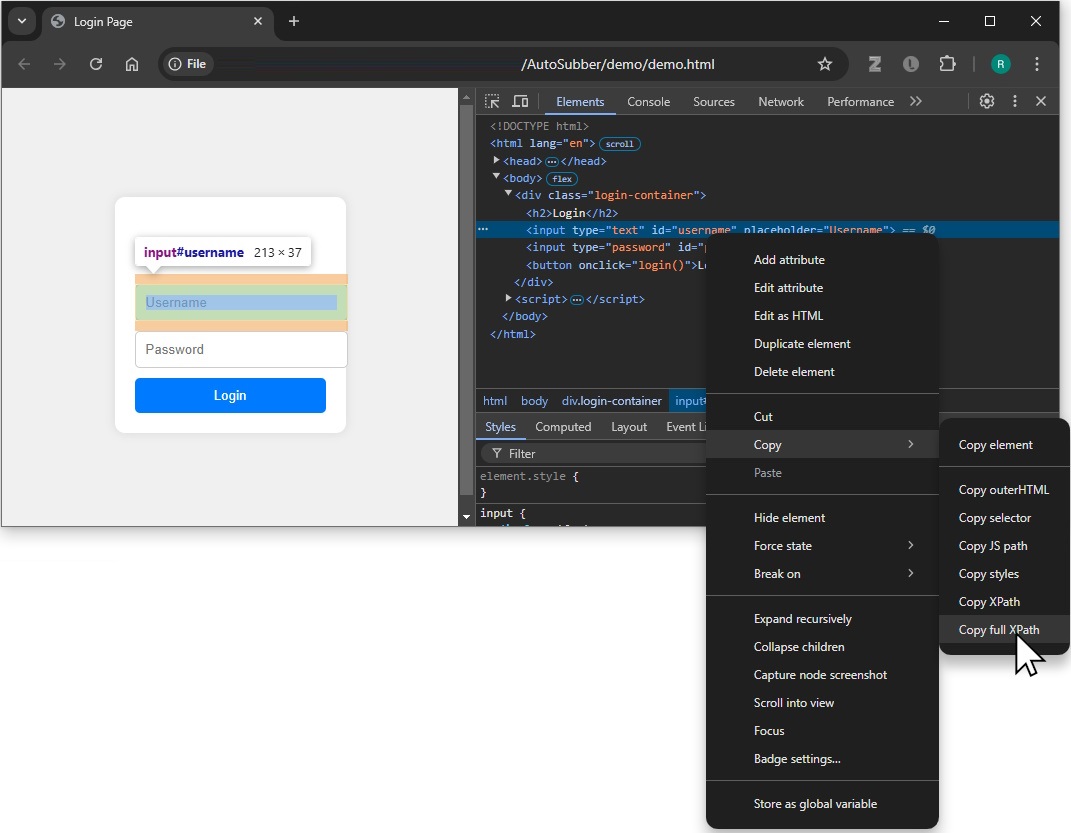 Login Page
File
/AutoSubber/demo/demo.html
Z
L
R
input#username 213 × 37
Username
Password
Login
Elements Console Sources Network Performance
<!DOCTYPE html>
<html lang="en"> scroll
<head> ... </head>
<body> flex
<div class="login-container">
<h2>Login</h2>
<input type="text" id="username" placeholder="Username"> == $0
<input type="password" id="
<button onclick="login()">L
</div>
<script> ... </script>
</body>
</html>
html body div.login-container input#
Styles Computed Layout Event Li
Filter
element.style {
}
input {
Add attribute
Edit attribute
Edit as HTML
Duplicate element
Delete element
Cut
Copy
Paste
Hide element
Force state
Break on
Expand recursively
Collapse children
Capture node screenshot
Scroll into view
Focus
Badge settings...
Store as global variable
Copy element
Copy outerHTML
Copy selector
Copy JS path
Copy styles
Copy XPath
Copy full XPath